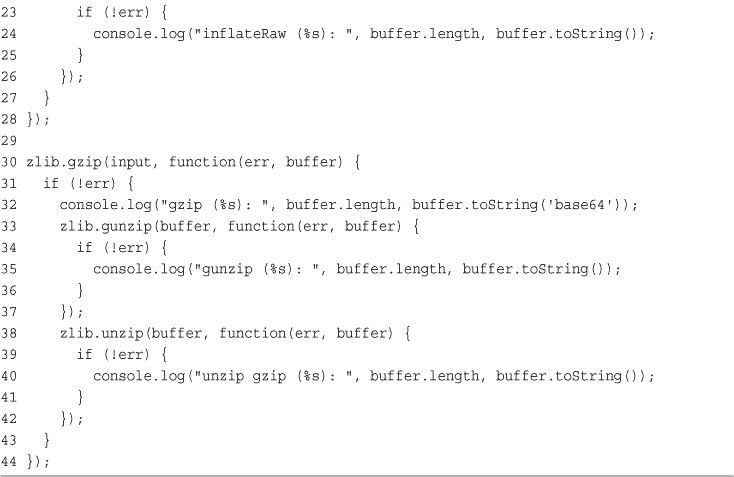 23       if (!err) {
24         console.log("inflateRaw (%s): ", buffer.length, buffer.toString());
25       }
26     });
27   }
28 });
29
30 zlib.gzip(input, function(err, buffer) {
31   if (!err) {
32     console.log("gzip (%s): ", buffer.length, buffer.toString('base64'));
33     zlib.gunzip(buffer, function(err, buffer) {
34       if (!err) {
35         console.log("gunzip (%s): ", buffer.length, buffer.toString());
36       }
37     });
38     zlib.unzip(buffer, function(err, buffer) {
39       if (!err) {
40         console.log("unzip gzip (%s): ", buffer.length, buffer.toString());
41       }
42     });
43   }
44 });